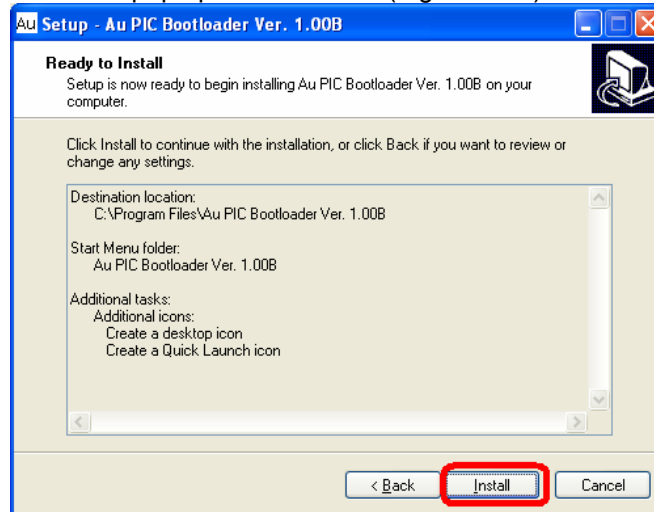 Au Setup - Au PIC Bootloader Ver. 1.00B
Ready to Install
Setup is now ready to begin installing Au PIC Bootloader Ver. 1.00B on your
computer.
Click Install to continue with the installation, or click Back if you want to review or
change any settings.
Destination location:
C:\Program Files\Au PIC Bootloader Ver. 1.00B
Start Menu folder:
Au PIC Bootloader Ver. 1.00B
Additional tasks:
Additional icons:
Create a desktop icon
Create a Quick Launch icon
< Back
Install
Cancel